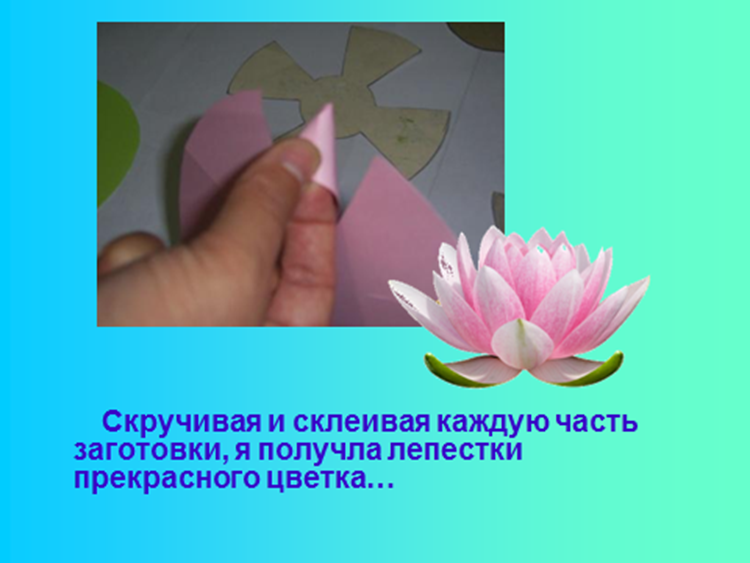 Скручивая и склеивая каждую часть
заготовки, я получла лепестки
прекрасного цветка…